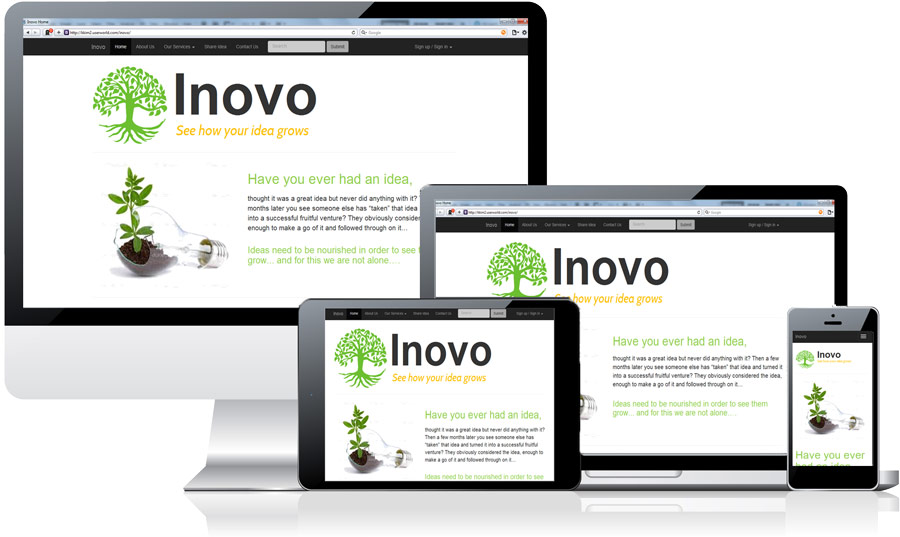 Inovo Home
http://tkim2.userworld.com/inovo/
Google
Inovo Home About Us Our Services Share Idea Contact Us Search Submit Sign up / Sign in
Inovo
See how your idea grows
Have you ever had an idea,
thought it was a great idea but never did anything with it?
months later you see someone else has “taken” that idea
into a successful fruitful venture? They obviously considered
enough to make a go of it and followed through on it...
Ideas need to be nourished in order to see
grow... and for this we are not alone....
Inovo Home
Google
Inovo Home About Us Our Services Share Idea Contact Us Search Submit Sign up / Sign in
Inovo
See how your idea grows
Have you ever had an idea,
thought it was a great idea but never did anything with it? Then a few
months later you see someone else has “taken” that idea and turned it
into a successful fruitful venture? They obviously considered the idea,
enough to make a go of it and followed through on it...
Ideas need to be nourished in order to see them
grow... and for this we are not alone....
Inovo Home About Us Our Services Share Idea Contact Us Search Submit Sign up / Sign in
Inovo
See how your idea grows
Have you ever had an idea,
thought it was a great idea but never did anything with it?
Then a few months later you see someone else has
“taken” that idea and turned it into a successful fruitful
venture? They obviously considered the idea, enough to
make a go of it and followed through on it...
Ideas need to be nourished in order to see
Inovo
Inovo
Have you ever
had an idea